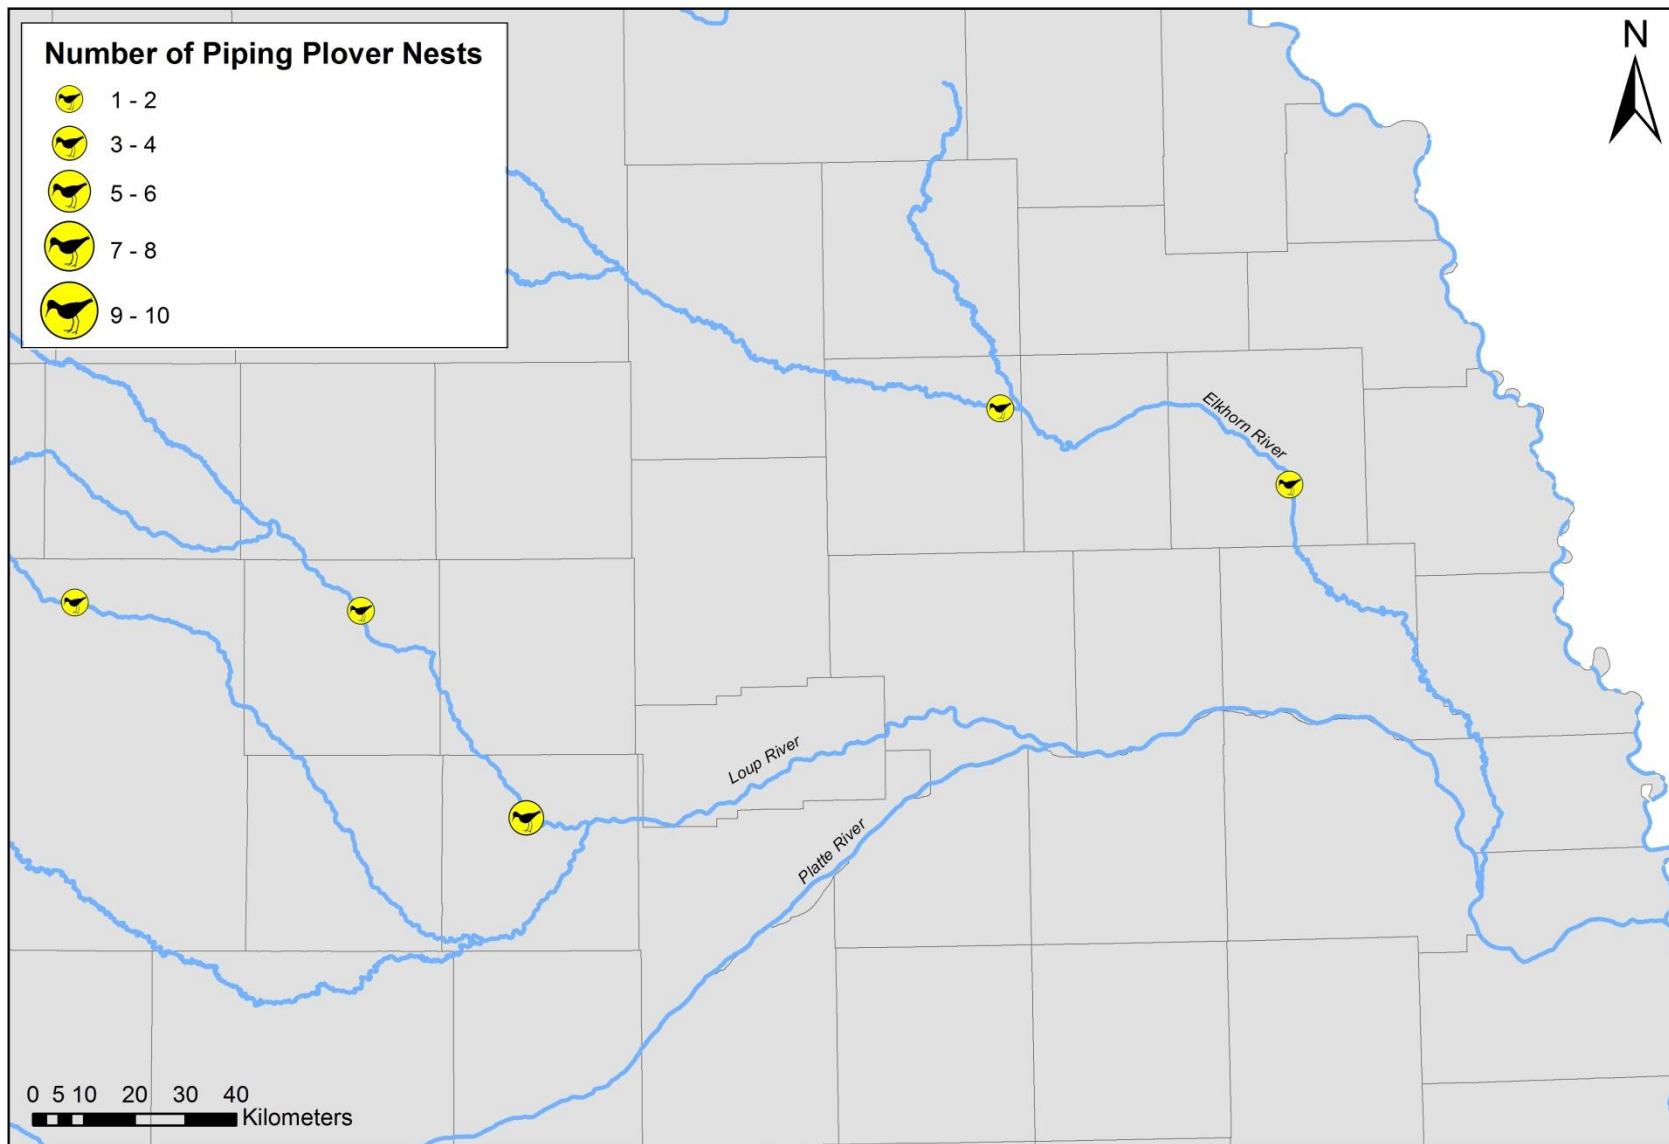 Number of Piping Plover Nests
1 - 2
3 - 4
5 - 6
7 - 8
9 - 10
N
Elkhorn River
Loup River
Platte River
0 5 10 20 30 40
Kilometers